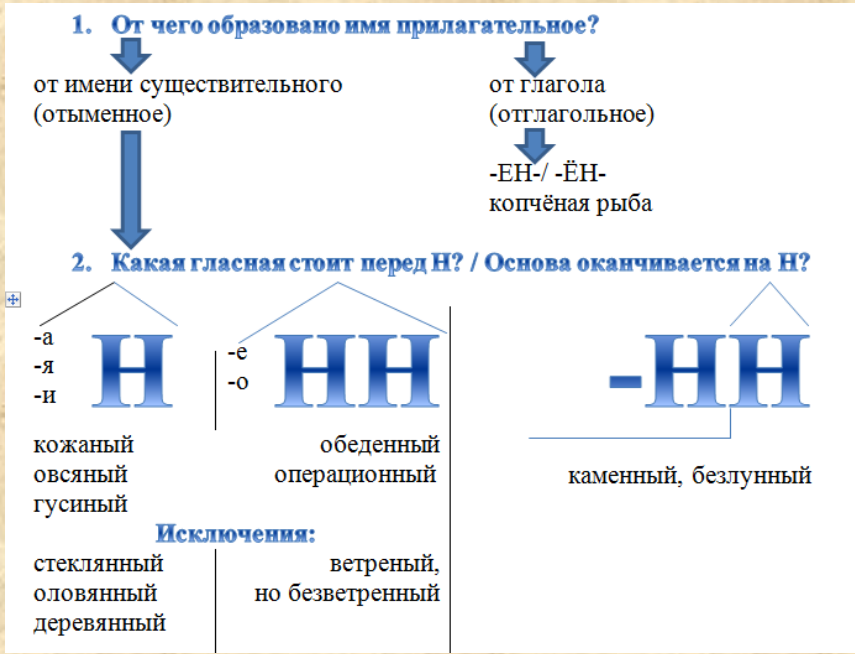 1. От чего образовано имя прилагательное?
от имени существительного
(отыменное)
от глагола
(отглагольное)
-ЕН-/ -ЁН-
копчёная рыба
2. Какая гласная стоит перед Н? / Основа оканчивается на Н?
-а
-я
-и
Н
-е
-о
НН
-НН
кожаный
овсяный
гусиный
обеденный
операционный
каменный, безлунный
Исключения:
стеклянный
оловянный
деревянный
ветреный,
но безветренный